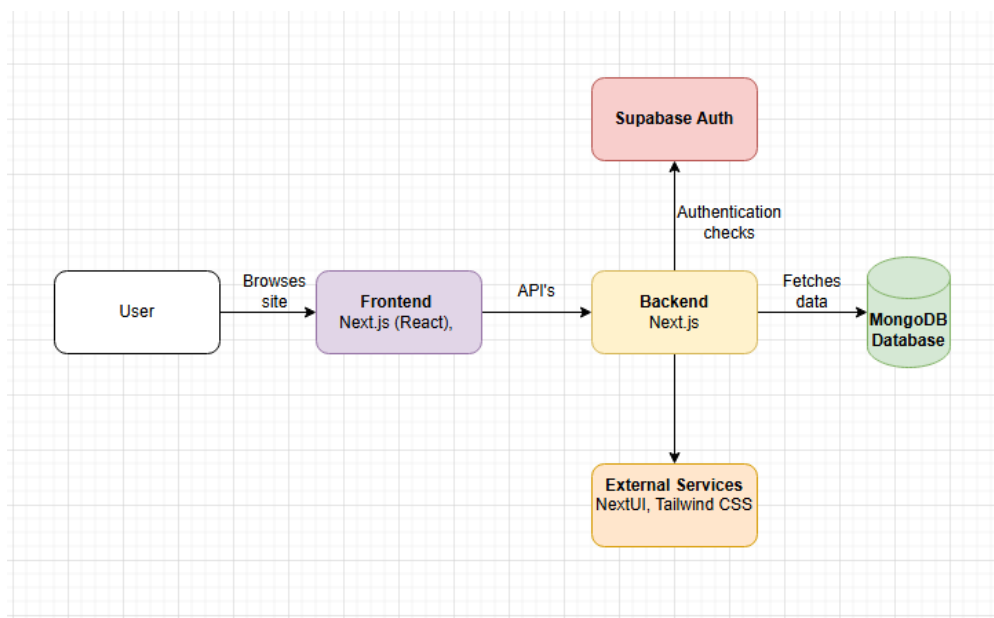 Supabase Auth
Authentication
checks
User
Browses
site
Frontend
Next.js (React),
API's
Backend
Next.js
Fetches
data
MongoDB
Database
External Services
NextUI, Tailwind CSS